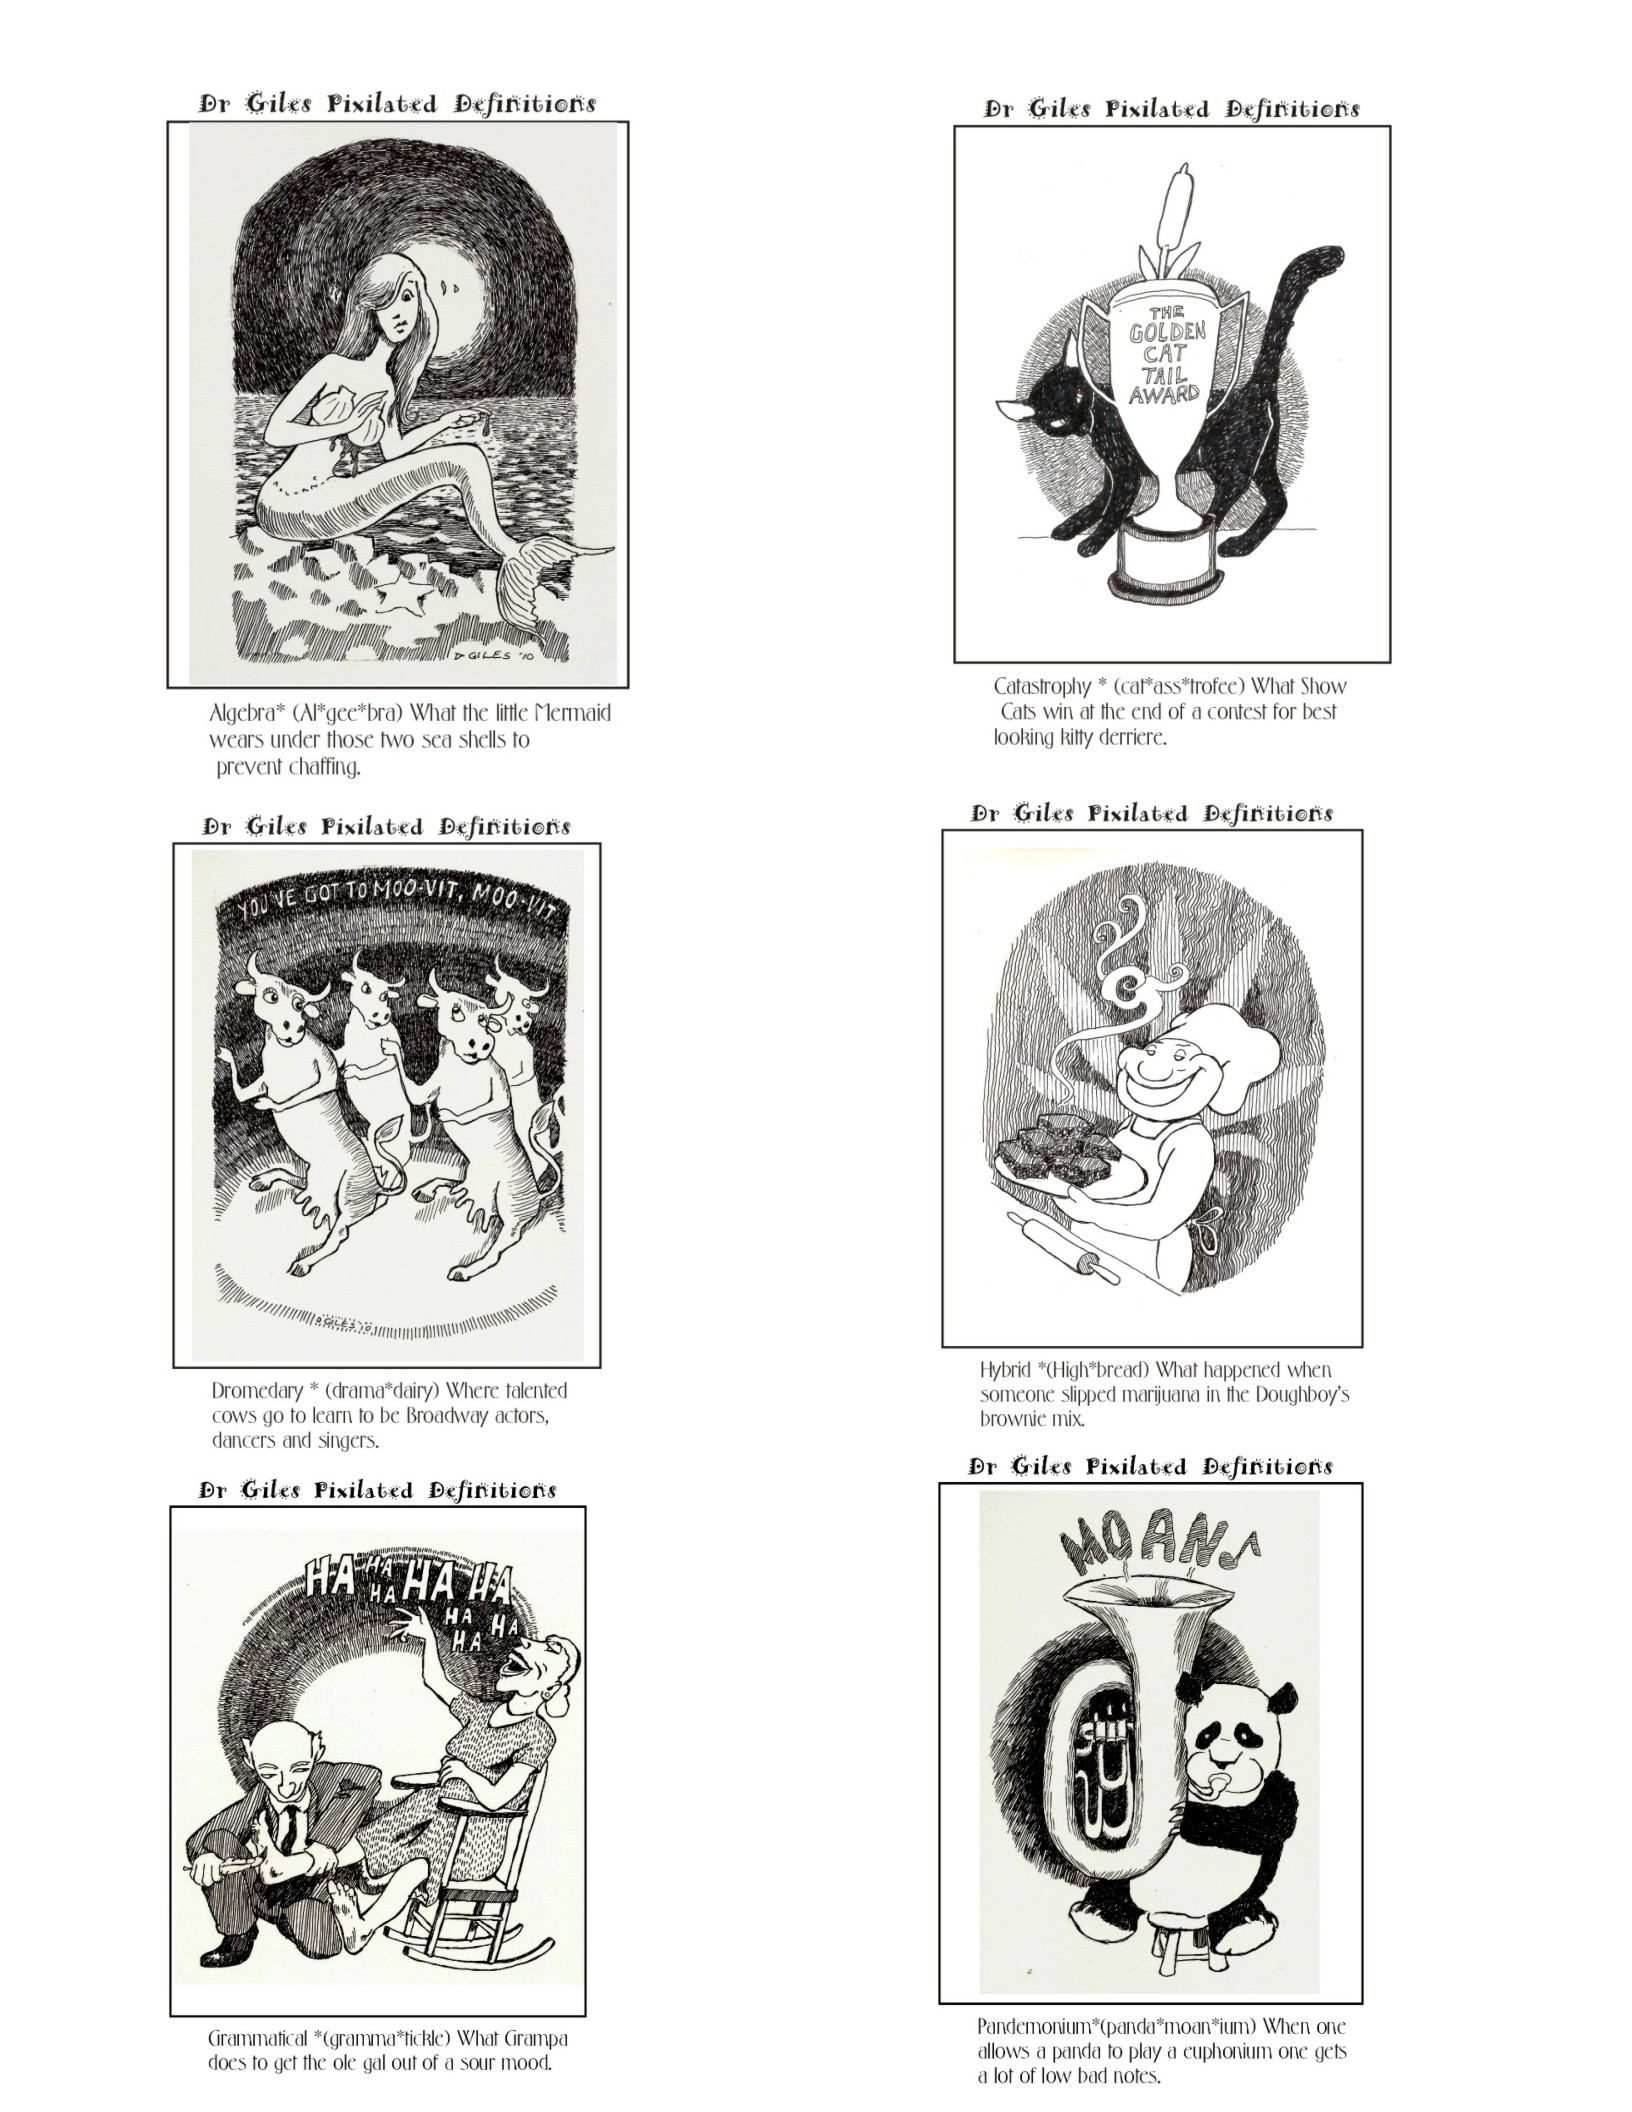 Dr Giles Pixilated Definitions
D GILES '10
Algebra* (Al*gee*bra) What the little Mermaid
wears under those two sea shells to
prevent chaffing.
Dr Giles Pixilated Definitions
THE
GOLDEN
CAT
TAIL
AWARD
Catastrophy * (cat*ass*trofee) What Show
Cats win at the end of a contest for best
looking kitty derriere.
Dr Giles Pixilated Definitions
YOU'VE GOT TO MOO-VIT, MOO-VIT
D GILES '10
Dromedary * (drama*dairy) Where talented
cows go to learn to be Broadway actors,
dancers and singers.
Dr Giles Pixilated Definitions
Hybrid *(High*bread) What happened when
someone slipped marijuana in the Doughboy's
brownie mix.
Dr Giles Pixilated Definitions
HA HA HA HA HA
HA HA
HA
Grammatical *(gramma*tickle) What Grampa
does to get the ole gal out of a sour mood.
Dr Giles Pixilated Definitions
MOAN
Pandemonium*(panda*moan*ium) When one
allows a panda to play a euphonium one gets
a lot of low bad notes.